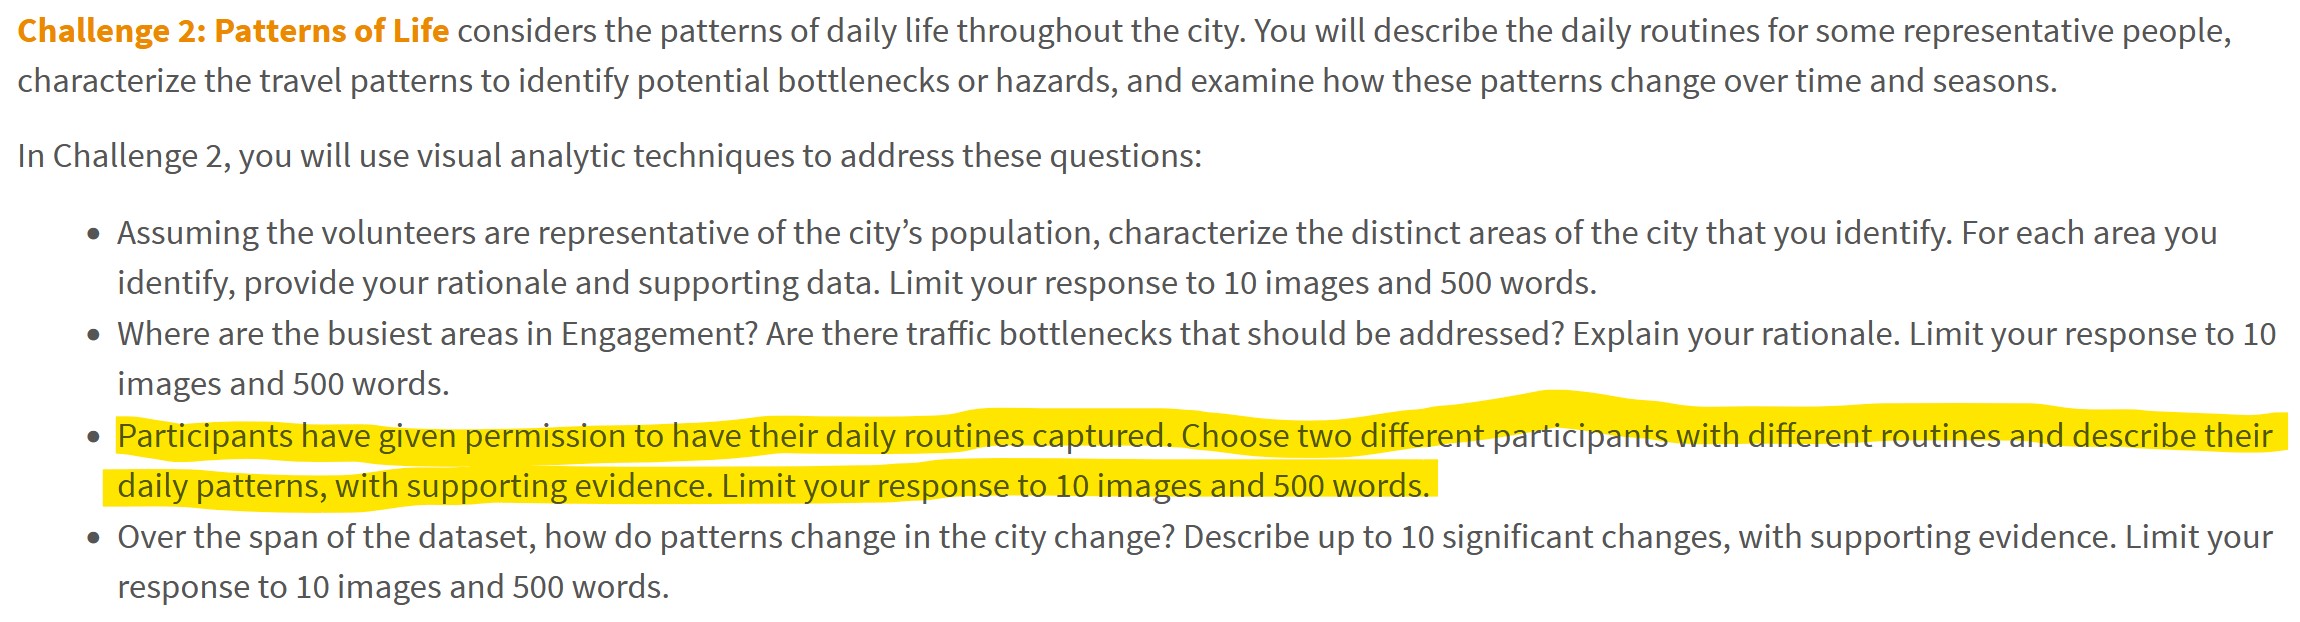 Challenge 2: Patterns of Life considers the patterns of daily life throughout the city. You will describe the daily routines for some representative people,
characterize the travel patterns to identify potential bottlenecks or hazards, and examine how these patterns change over time and seasons.
In Challenge 2, you will use visual analytic techniques to address these questions:
• Assuming the volunteers are representative of the city’s population, characterize the distinct areas of the city that you identify. For each area you
identify, provide your rationale and supporting data. Limit your response to 10 images and 500 words.
• Where are the busiest areas in Engagement? Are there traffic bottlenecks that should be addressed? Explain your rationale. Limit your response to 10
images and 500 words.
• Participants have given permission to have their daily routines captured. Choose two different participants with different routines and describe their
daily patterns, with supporting evidence. Limit your response to 10 images and 500 words.
• Over the span of the dataset, how do patterns change in the city change? Describe up to 10 significant changes, with supporting evidence. Limit your
response to 10 images and 500 words.